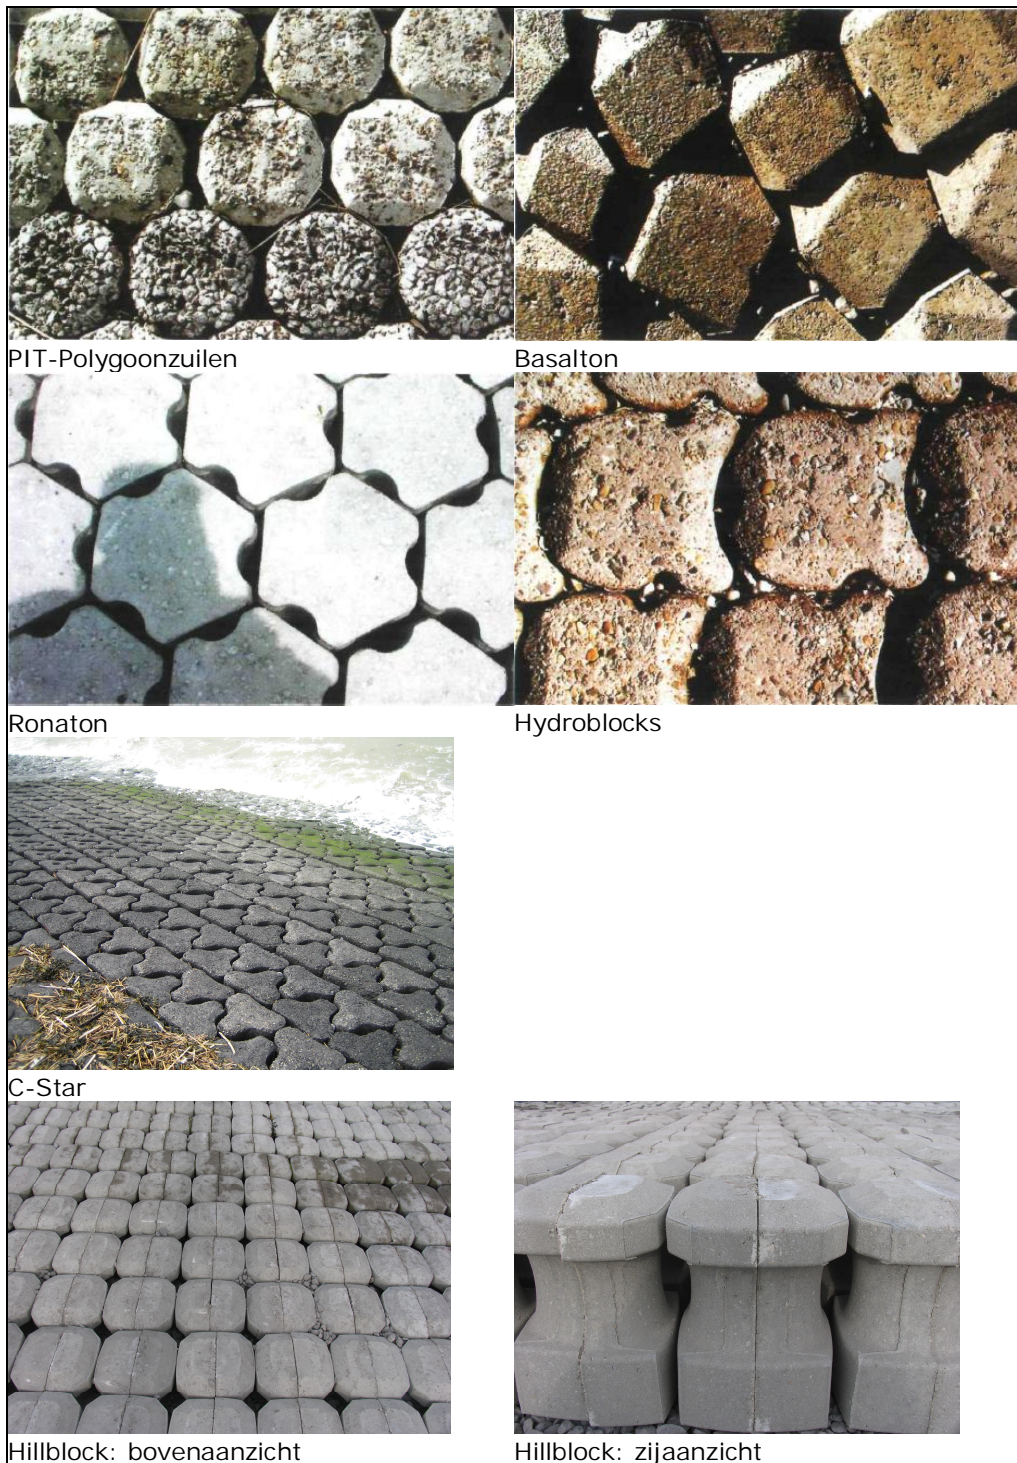 PIT-Polygoonzuilen
Basalton
Ronaton
Hydroblocks
C-Star
Hillblock: bovenaanzicht
Hillblock: zijaanzicht